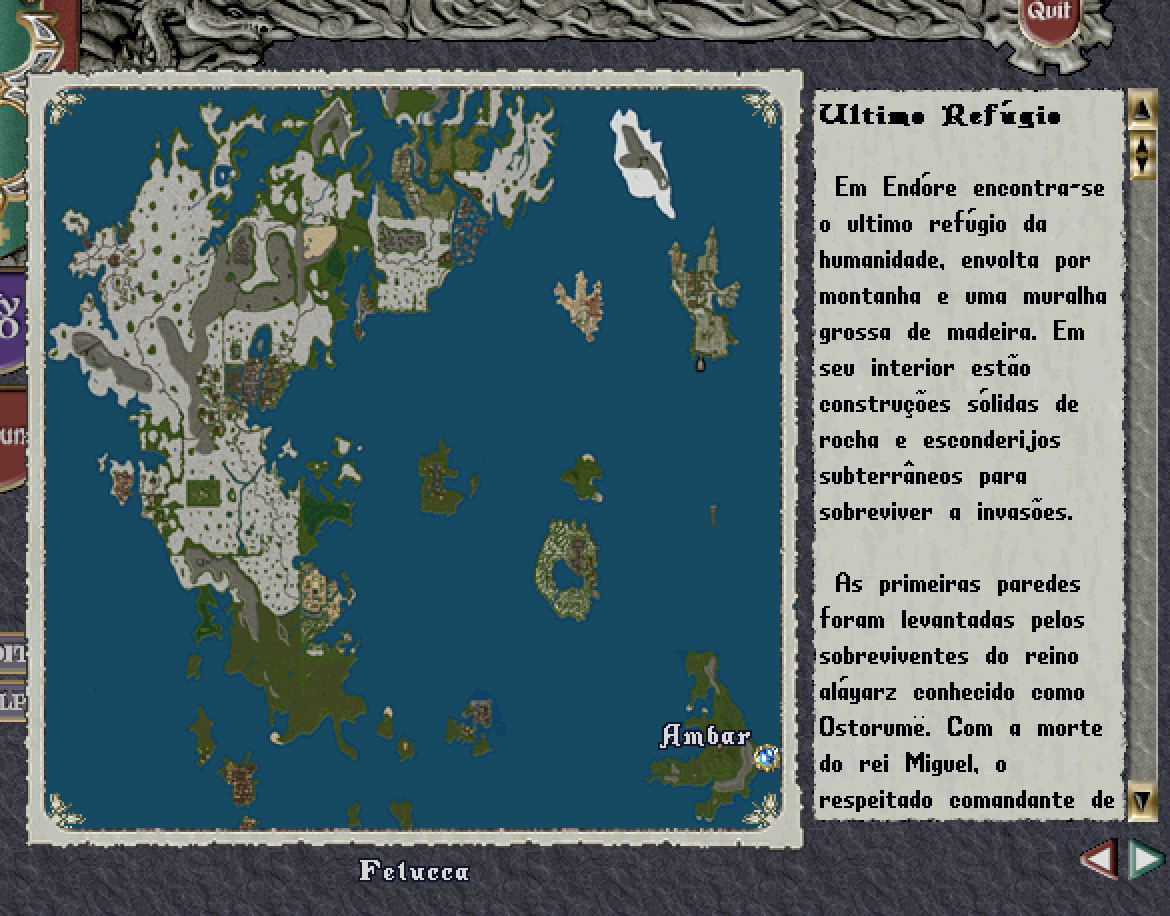 Quit
Ultimo Refúgio
Em Endóre encontra-se
o ultimo refúgio da
humanidade, envolta por
montanha e uma muralha
grossa de madeira. Em
seu interior estão
construções sólidas de
rocha e esconderijos
subterrâneos para
sobreviver a invasões.
As primeiras paredes
foram levantadas pelos
sobreviventes do reino
aláyarz conhecido como
Ostorumë. Com a morte
do rei Miguel, o
respeitado comandante de
Ambar
Felucca